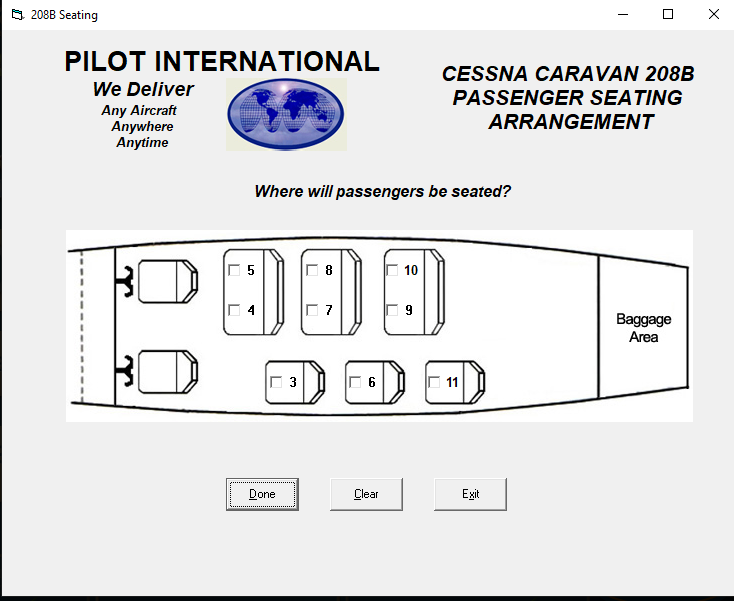 208B Seating
PILOT INTERNATIONAL
We Deliver
Any Aircraft
Anywhere
Anytime
CESSNA CARAVAN 208B
PASSENGER SEATING
ARRANGEMENT
Where will passengers be seated?
5 8 10
4 7 9
3 6 11
Baggage
Area
Done Clear Exit